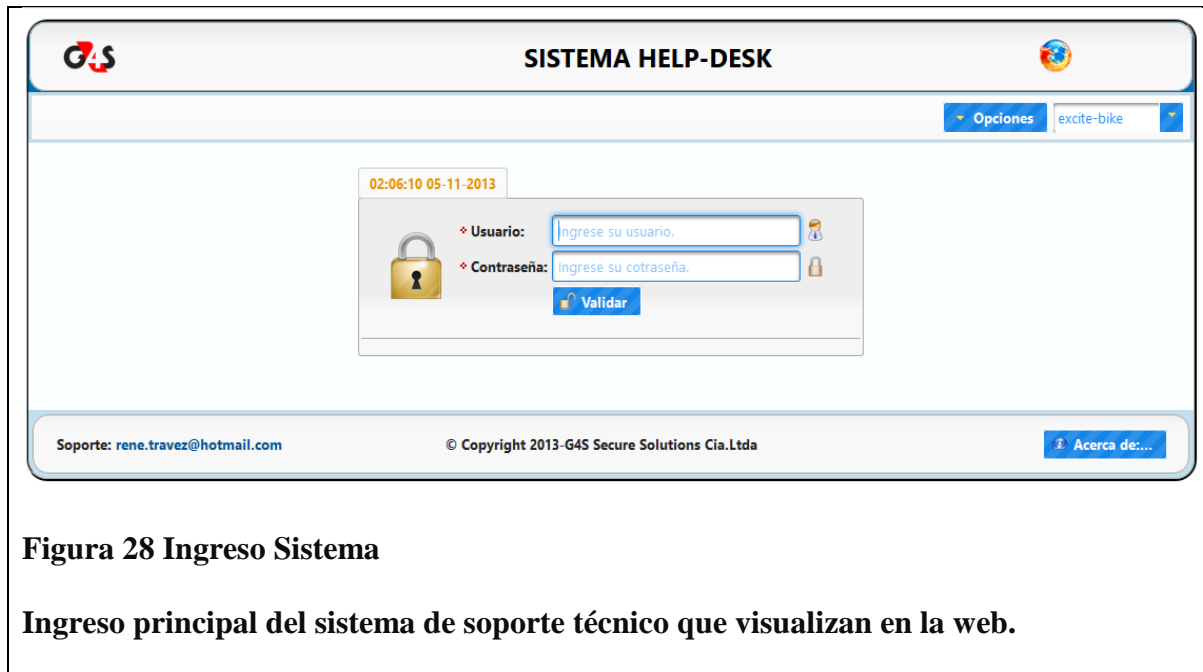 G4S
SISTEMA HELP-DESK
Opciones
excite-bike
02:06:10 05-11-2013
* Usuario:
Ingrese su usuario.
* Contraseña:
Ingrese su cotraseña.
Validar
Soporte: rene.travez@hotmail.com
© Copyright 2013-G4S Secure Solutions Cia.Ltda
Acerca de:...
Figura 28 Ingreso Sistema
Ingreso principal del sistema de soporte técnico que visualizan en la web.